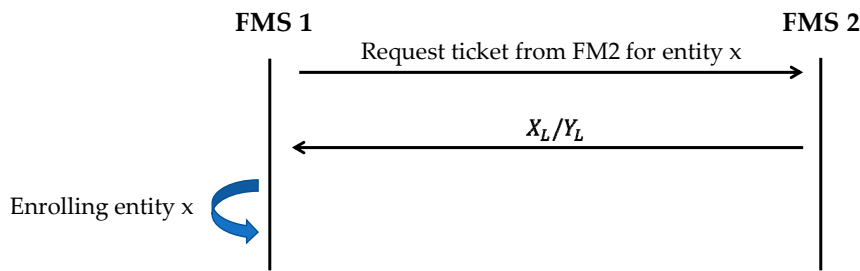 FMS 1
FMS 2
Request ticket from FM2 for entity x
X_L/Y_L
Enrolling entity x